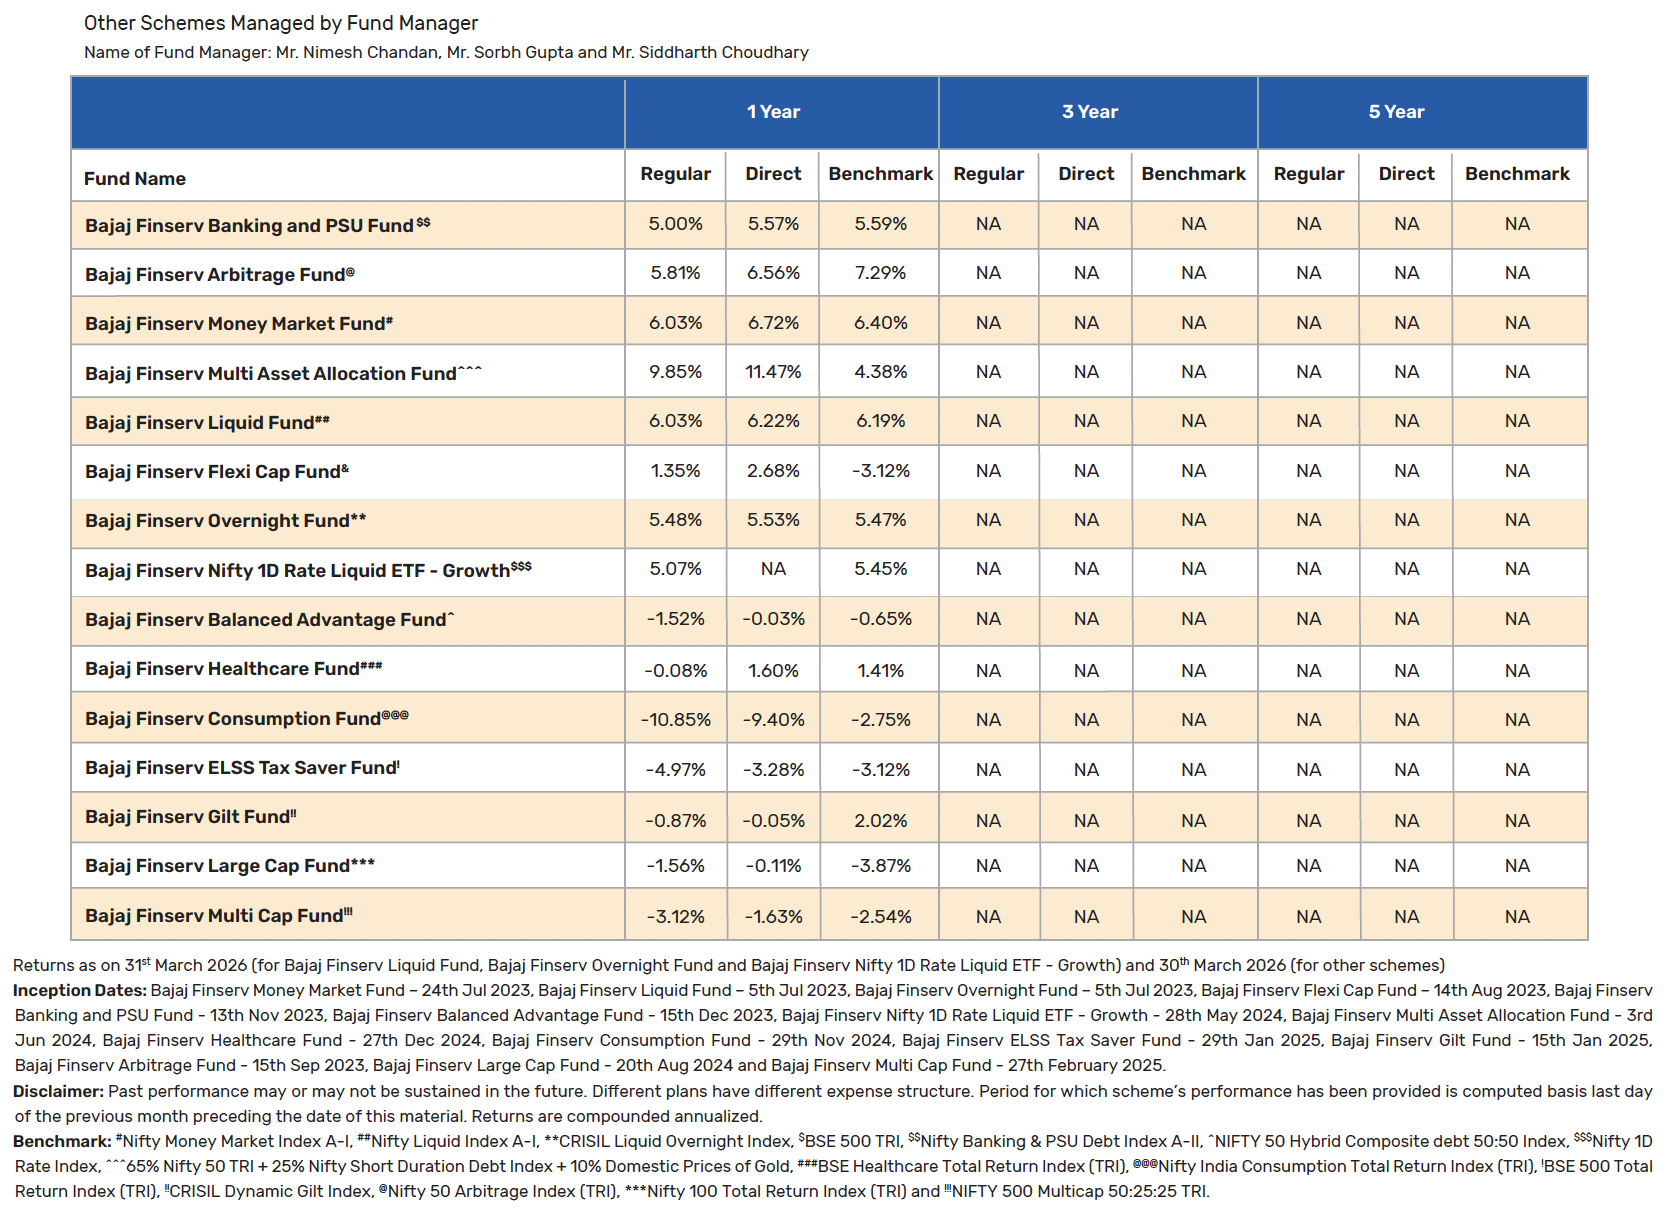 Other Schemes Managed by Fund Manager
Name of Fund Manager: Mr. Nimesh Chandan, Mr. Sorbh Gupta and Mr. Siddharth Choudhary
1 Year 3 Year 5 Year
Fund Name Regular Direct Benchmark Regular Direct Benchmark Regular Direct Benchmark
Bajaj Finserv Banking and PSU Fund$$ 5.00% 5.57% 5.59% NA NA NA NA NA NA
Bajaj Finserv Arbitrage Fund@ 5.81% 6.56% 7.29% NA NA NA NA NA NA
Bajaj Finserv Money Market Fund# 6.03% 6.72% 6.40% NA NA NA NA NA NA
Bajaj Finserv Multi Asset Allocation Fund^^^ 9.85% 11.47% 4.38% NA NA NA NA NA NA
Bajaj Finserv Liquid Fund## 6.03% 6.22% 6.19% NA NA NA NA NA NA
Bajaj Finserv Flexi Cap Fund& 1.35% 2.68% -3.12% NA NA NA NA NA NA
Bajaj Finserv Overnight Fund** 5.48% 5.53% 5.47% NA NA NA NA NA NA
Bajaj Finserv Nifty 1D Rate Liquid ETF - Growth$$$ 5.07% NA 5.45% NA NA NA NA NA NA
Bajaj Finserv Balanced Advantage Fund^ -1.52% -0.03% -0.65% NA NA NA NA NA NA
Bajaj Finserv Healthcare Fund### -0.08% 1.60% 1.41% NA NA NA NA NA NA
Bajaj Finserv Consumption Fund@@@ -10.85% -9.40% -2.75% NA NA NA NA NA NA
Bajaj Finserv ELSS Tax Saver Fund! -4.97% -3.28% -3.12% NA NA NA NA NA NA
Bajaj Finserv Gilt Fund!! -0.87% -0.05% 2.02% NA NA NA NA NA NA
Bajaj Finserv Large Cap Fund*** -1.56% -0.11% -3.87% NA NA NA NA NA NA
Bajaj Finserv Multi Cap Fund!!! -3.12% -1.63% -2.54% NA NA NA NA NA NA
Returns as on 31st March 2026 (for Bajaj Finserv Liquid Fund, Bajaj Finserv Overnight Fund and Bajaj Finserv Nifty 1D Rate Liquid ETF - Growth) and 30th March 2026 (for other schemes)
Inception Dates: Bajaj Finserv Money Market Fund – 24th Jul 2023, Bajaj Finserv Liquid Fund – 5th Jul 2023, Bajaj Finserv Overnight Fund – 5th Jul 2023, Bajaj Finserv Flexi Cap Fund – 14th Aug 2023, Bajaj Finserv
Banking and PSU Fund - 13th Nov 2023, Bajaj Finserv Balanced Advantage Fund - 15th Dec 2023, Bajaj Finserv Nifty 1D Rate Liquid ETF - Growth - 28th May 2024, Bajaj Finserv Multi Asset Allocation Fund - 3rd
Jun 2024, Bajaj Finserv Healthcare Fund - 27th Dec 2024, Bajaj Finserv Consumption Fund - 29th Nov 2024, Bajaj Finserv ELSS Tax Saver Fund - 29th Jan 2025, Bajaj Finserv Gilt Fund - 15th Jan 2025,
Bajaj Finserv Arbitrage Fund - 15th Sep 2023, Bajaj Finserv Large Cap Fund - 20th Aug 2024 and Bajaj Finserv Multi Cap Fund - 27th February 2025.
Disclaimer: Past performance may or may not be sustained in the future. Different plans have different expense structure. Period for which scheme's performance has been provided is computed basis last day
of the previous month preceding the date of this material. Returns are compounded annualized.
Benchmark: #Nifty Money Market Index A-I, ##Nifty Liquid Index A-I, **CRISIL Liquid Overnight Index, $BSE 500 TRI, $$Nifty Banking & PSU Debt Index A-II, ^NIFTY 50 Hybrid Composite debt 50:50 Index, $$$Nifty 1D
Rate Index, ^^^65% Nifty 50 TRI + 25% Nifty Short Duration Debt Index + 10% Domestic Prices of Gold, ###BSE Healthcare Total Return Index (TRI), @@@Nifty India Consumption Total Return Index (TRI), !BSE 500 Total
Return Index (TRI), !!CRISIL Dynamic Gilt Index, @Nifty 50 Arbitrage Index (TRI), ***Nifty 100 Total Return Index (TRI) and !!!NIFTY 500 Multicap 50:25:25 TRI.